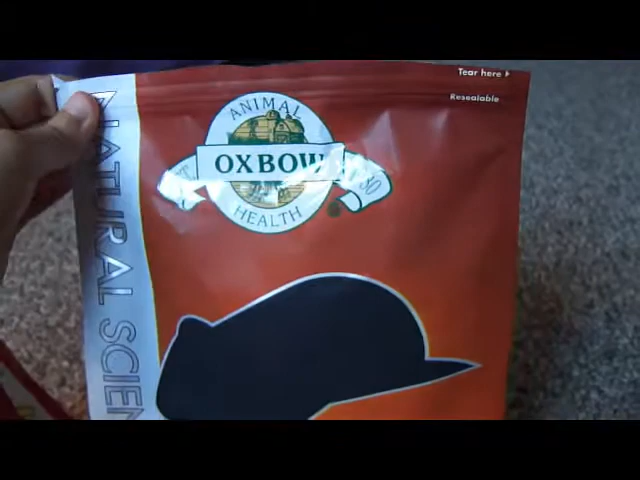 Tear here
Resealable
ANIMAL
OXBOW
HEALTH
NATURAL SCIEN